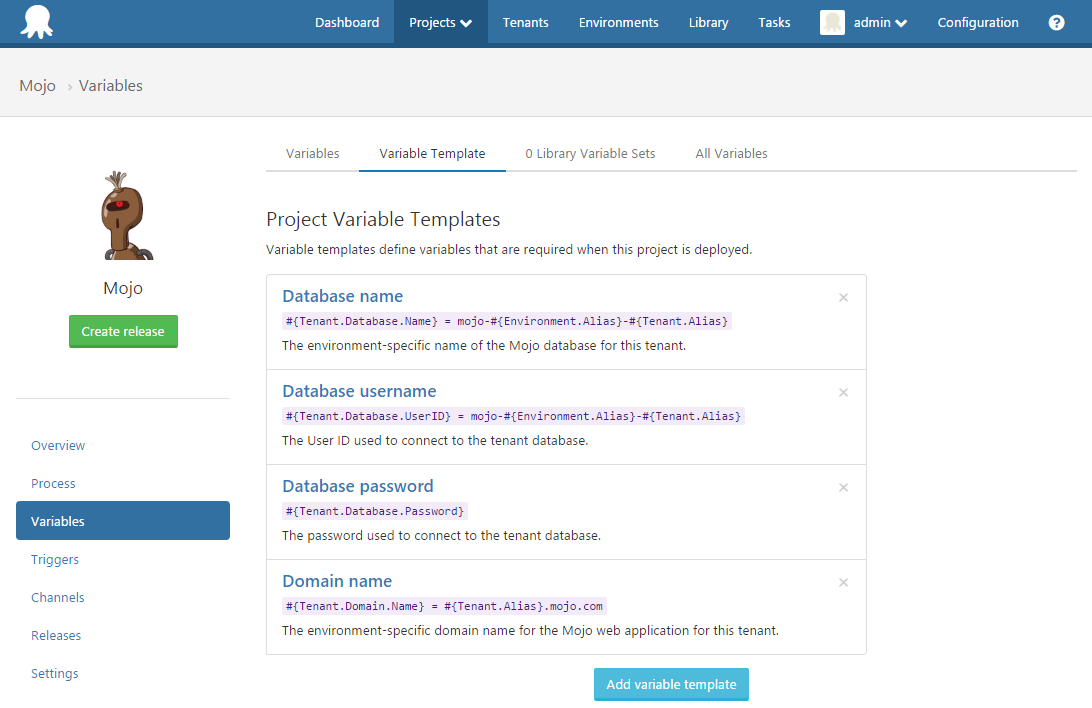 Dashboard Projects Tenants Environments Library Tasks admin Configuration ?
Mojo › Variables
Variables Variable Template 0 Library Variable Sets All Variables
Mojo
Create release
Overview
Process
Variables
Triggers
Channels
Releases
Settings
Project Variable Templates
Variable templates define variables that are required when this project is deployed.
Database name
#{Tenant.Database.Name} = mojo-#{Environment.Alias}-#{Tenant.Alias}
The environment-specific name of the Mojo database for this tenant.
Database username
#{Tenant.Database.UserID} = mojo-#{Environment.Alias}-#{Tenant.Alias}
The User ID used to connect to the tenant database.
Database password
#{Tenant.Database.Password}
The password used to connect to the tenant database.
Domain name
#{Tenant.Domain.Name} = #{Tenant.Alias}.mojo.com
The environment-specific domain name for the Mojo web application for this tenant.
Add variable template